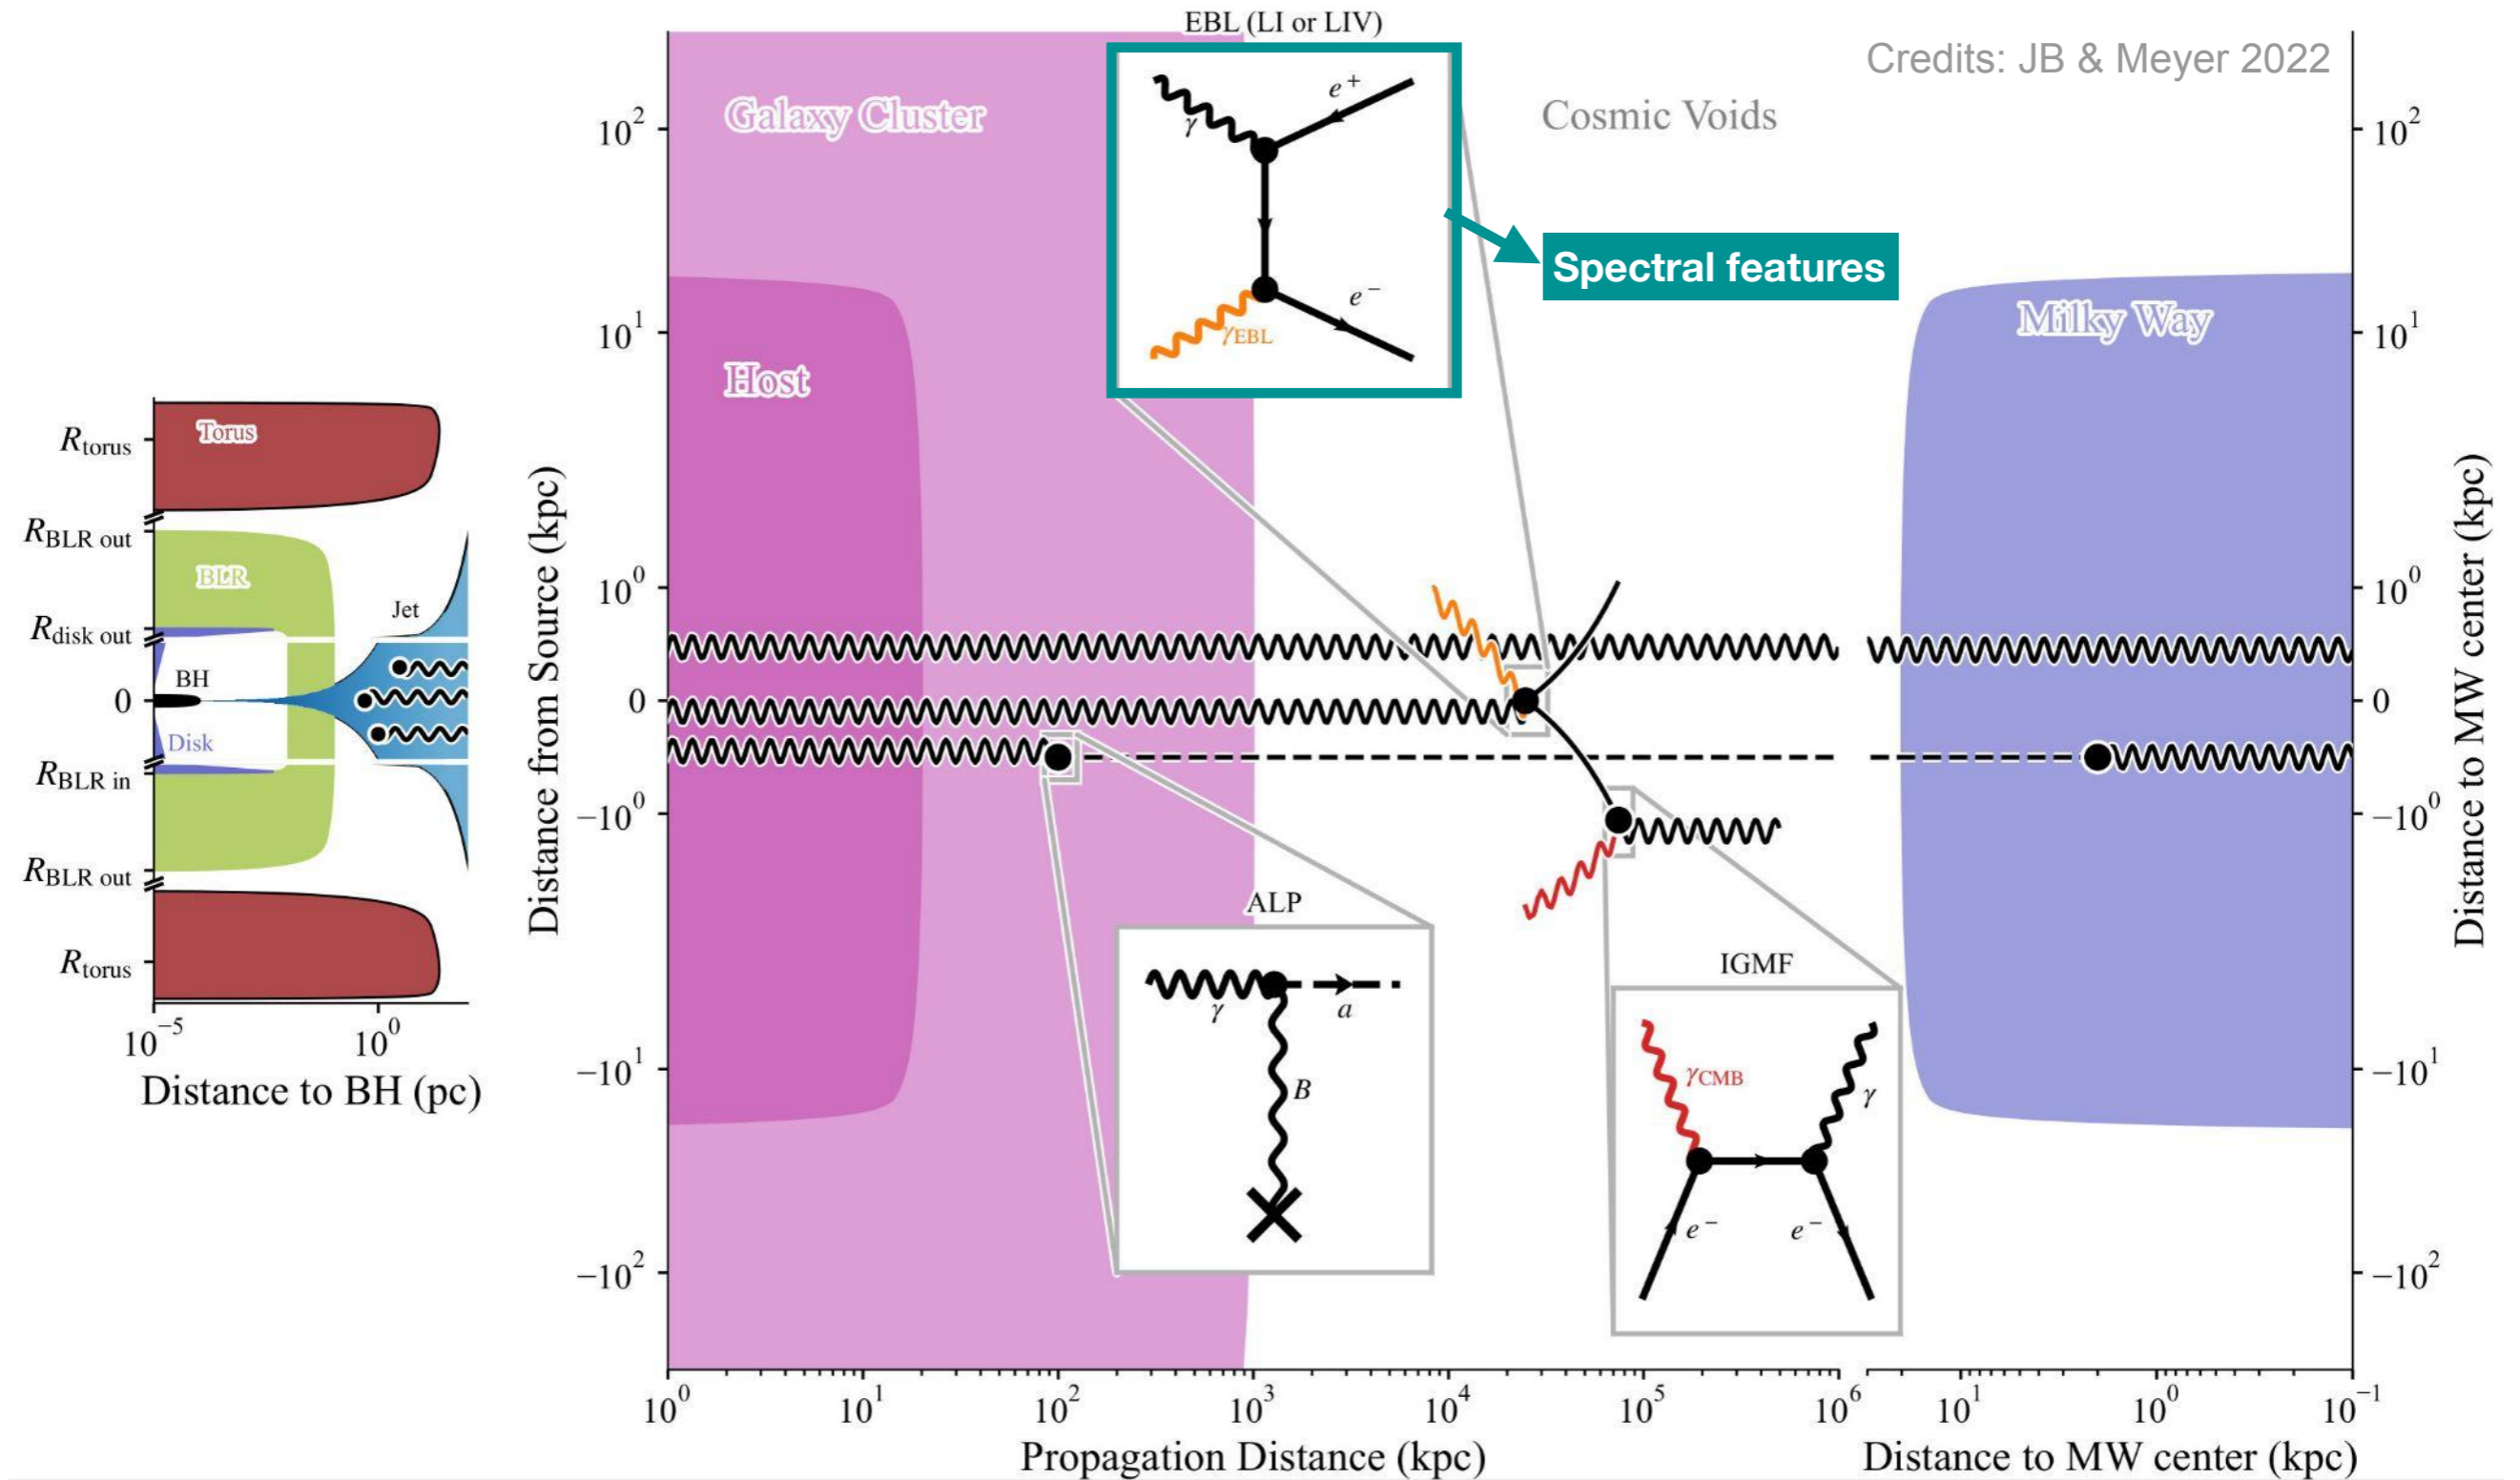 EBL (LI or LIV)
Credits: JB & Meyer 2022
Galaxy Cluster
Cosmic Voids
Host
Milky Way
Spectral features
γ
e⁺
γEBL
e⁻
Torus
BLR
Jet
BH
Disk
Rtorus
RBLR out
Rdisk out
0
RBLR in
RBLR out
Rtorus
10⁻⁵
10⁰
Distance to BH (pc)
Distance from Source (kpc)
10²
10¹
10⁰
0
−10⁰
−10¹
−10²
ALP
γ
a
B
IGMF
γCMB
γ
e⁻
e⁻
10⁰
10¹
10²
10³
10⁴
10⁵
10⁶
Propagation Distance (kpc)
10¹
10⁰
10⁻¹
Distance to MW center (kpc)
10²
10¹
10⁰
0
−10⁰
−10¹
−10²
Distance to MW center (kpc)